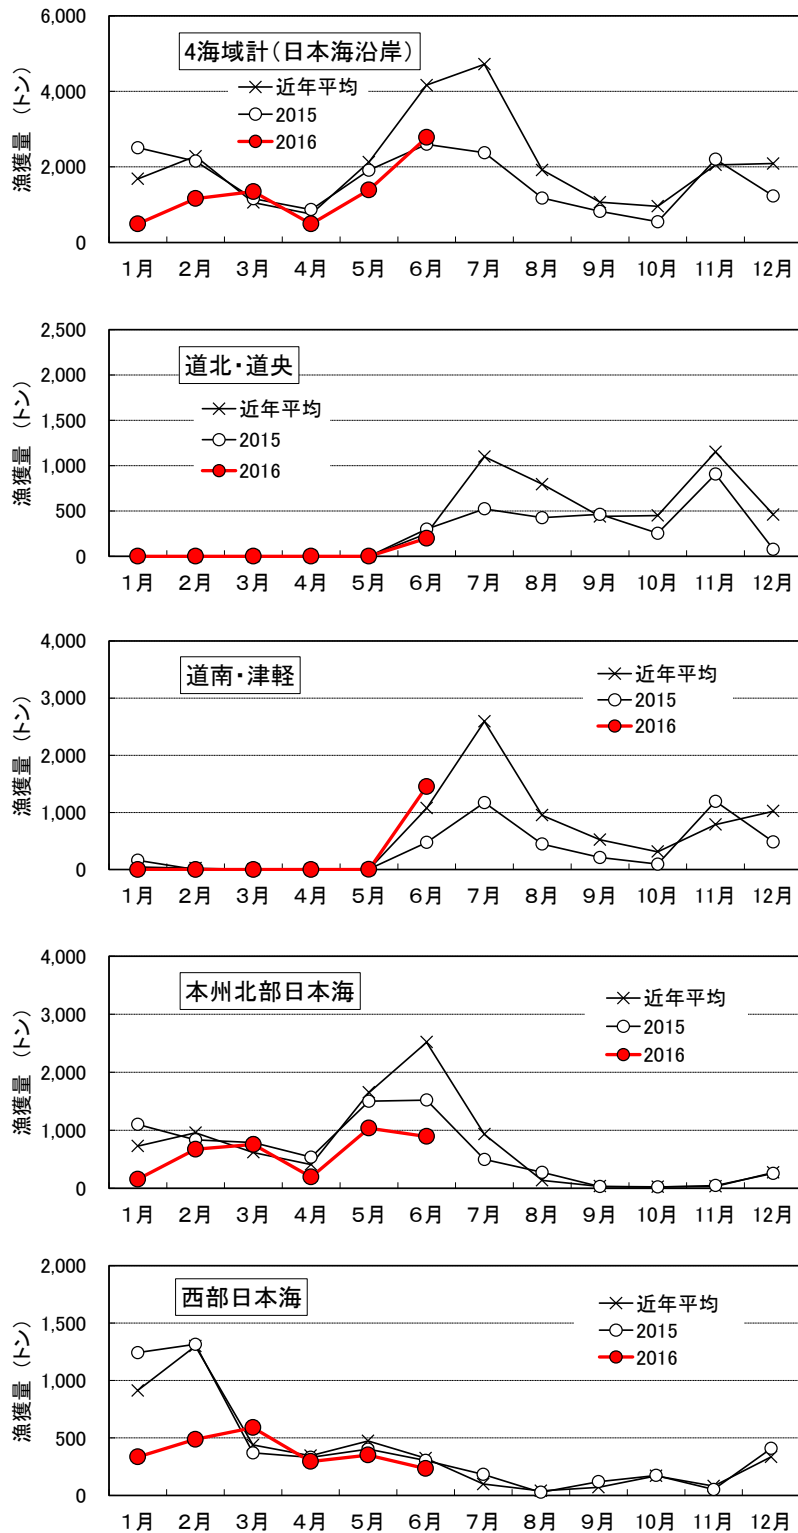 4海域計(日本海沿岸)
近年平均
2015
2016
漁獲量 (トン)
6,000
4,000
2,000
0
1月 2月 3月 4月 5月 6月 7月 8月 9月 10月 11月 12月
道北・道央
近年平均
2015
2016
漁獲量 (トン)
2,500
2,000
1,500
1,000
500
0
1月 2月 3月 4月 5月 6月 7月 8月 9月 10月 11月 12月
道南・津軽
近年平均
2015
2016
漁獲量 (トン)
4,000
3,000
2,000
1,000
0
1月 2月 3月 4月 5月 6月 7月 8月 9月 10月 11月 12月
本州北部日本海
近年平均
2015
2016
漁獲量 (トン)
4,000
3,000
2,000
1,000
0
1月 2月 3月 4月 5月 6月 7月 8月 9月 10月 11月 12月
西部日本海
近年平均
2015
2016
漁獲量 (トン)
2,000
1,500
1,000
500
0
1月 2月 3月 4月 5月 6月 7月 8月 9月 10月 11月 12月